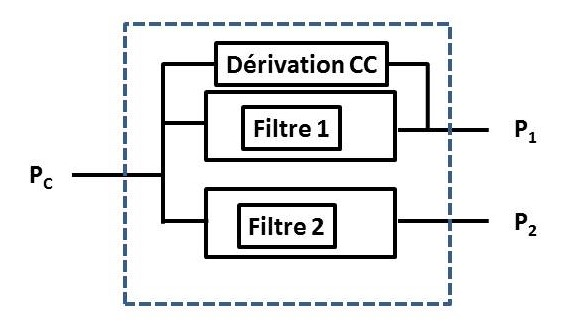 Dérivation CC
Filtre 1
P1
PC
Filtre 2
P2